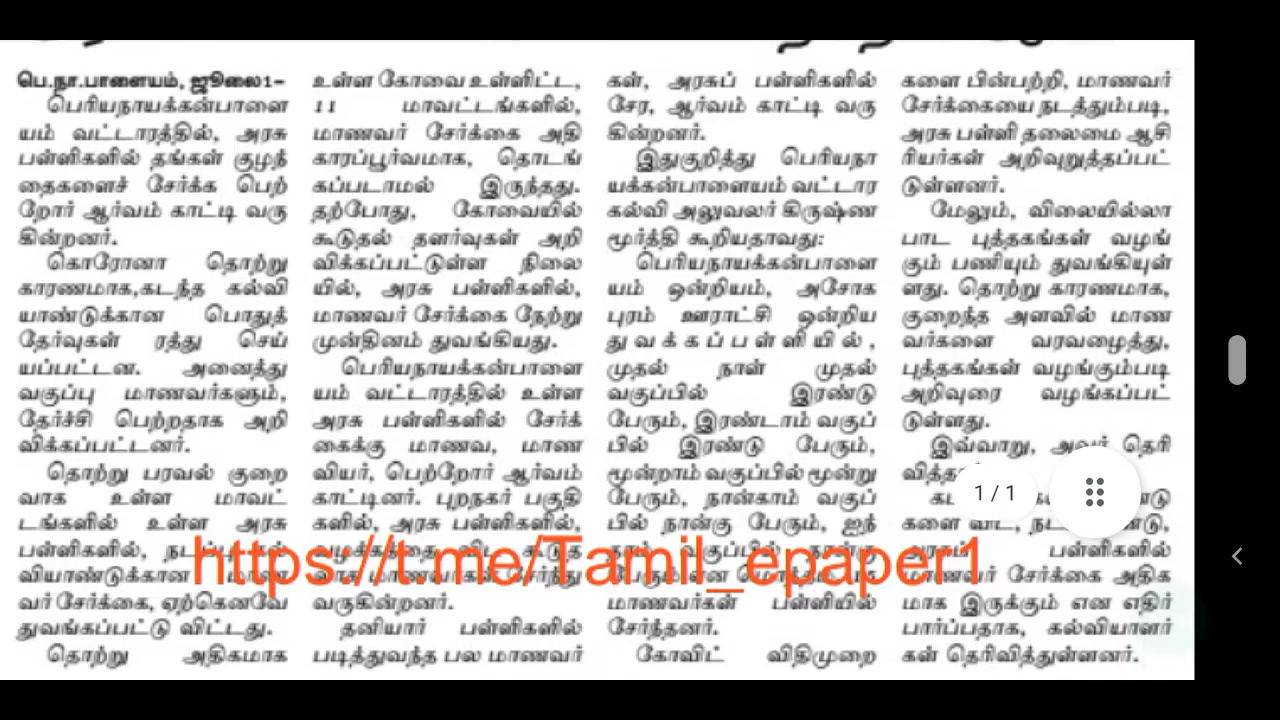 பெ.நா.பாளையம், ஜூலை1-
பெரியநாயக்கன்பாளை
யம் வட்டாரத்தில், அரசு
பள்ளிகளில் தங்கள் குழந்
தைகளைச் சேர்க்க பெற்
றோர் ஆர்வம் காட்டி வரு
கின்றனர்.
கொரோனா தொற்று
காரணமாக,கடந்த கல்வி
யாண்டுக்கான பொதுத்
தேர்வுகள் ரத்து செய்
யப்பட்டன. அனைத்து
வகுப்பு மாணவர்களும்,
தேர்ச்சி பெற்றதாக அறி
விக்கப்பட்டனர்.
தொற்று பரவல் குறை
வாக உள்ள மாவட்
டங்களில் உள்ள அரசு
பள்ளிகளில்,
வியாண்டுக்கான
வர் சேர்க்கை, ஏற்கெனவே
துவங்கப்பட்டு விட்டது.
தொற்று அதிகமாக
உள்ள கோவை உள்ளிட்ட,
11 மாவட்டங்களில்,
மாணவர் சேர்க்கை அதி
காரப்பூர்வமாக, தொடங்
கப்படாமல் இருந்தது.
தற்போது, கோவையில்
கூடுதல் தளர்வுகள் அறி
விக்கப்பட்டுள்ள நிலை
யில், அரசு பள்ளிகளில்,
மாணவர் சேர்க்கை நேற்று
முன்தினம் துவங்கியது.
பெரியநாயக்கன்பாளை
யம் வட்டாரத்தில் உள்ள
அரசு பள்ளிகளில் சேர்க்
கைக்கு மாணவ, மாண
வியர், பெற்றோர் ஆர்வம்
காட்டினர். புறநகர் பகுதி
களில், அரசு பள்ளிகளில்,
வழக்கத்தை விட கூடுத
லாக மாணவர்கள் சேர்ந்து
வருகின்றனர்.
தனியார் பள்ளிகளில்
படித்துவந்த பல மாணவர்
கள், அரசுப் பள்ளிகளில்
சேர, ஆர்வம் காட்டி வரு
கின்றனர்.
இதுகுறித்து பெரியநா
யக்கன்பாளையம் வட்டார
கல்வி அலுவலர் கிருஷ்ண
மூர்த்தி கூறியதாவது:
பெரியநாயக்கன்பாளை
யம் ஒன்றியம், அசோக
புரம் ஊராட்சி ஒன்றிய
துவக்கப்பள்ளியில்,
முதல் நாள் முதல்
வகுப்பில் இரண்டு
பேரும், இரண்டாம் வகுப்
பில் இரண்டு பேரும்,
மூன்றாம் வகுப்பில் மூன்று
பேரும், நான்காம் வகுப்
பில் நான்கு பேரும், ஐந்
தாம் வகுப்பில் நான்கு
பேரும் என
மாணவர்கள் பள்ளியில்
சேர்ந்தனர்.
கோவிட் விதிமுறை
களை பின்பற்றி, மாணவர்
சேர்க்கையை நடத்தும்படி,
அரசு பள்ளி தலைமை ஆசி
ரியர்கள் அறிவுறுத்தப்பட்
டுள்ளனர்.
மேலும், விலையில்லா
பாட புத்தகங்கள் வழங்
கும் பணியும் துவங்கியுள்
ளது. தொற்று காரணமாக,
குறைந்த அளவில் மாண
வர்களை வரவழைத்து,
புத்தகங்கள் வழங்கும்படி
அறிவுரை வழங்கப்பட்
டுள்ளது.
இவ்வாறு, அவர் தெரி
களை விட,
அரசுப் பள்ளிகளில்
மாணவர் சேர்க்கை அதிக
மாக இருக்கும் என எதிர்
பார்ப்பதாக, கல்வியாளர்
கள் தெரிவித்துள்ளனர்.
https://t.me/Tamil_epaper1
1 / 1